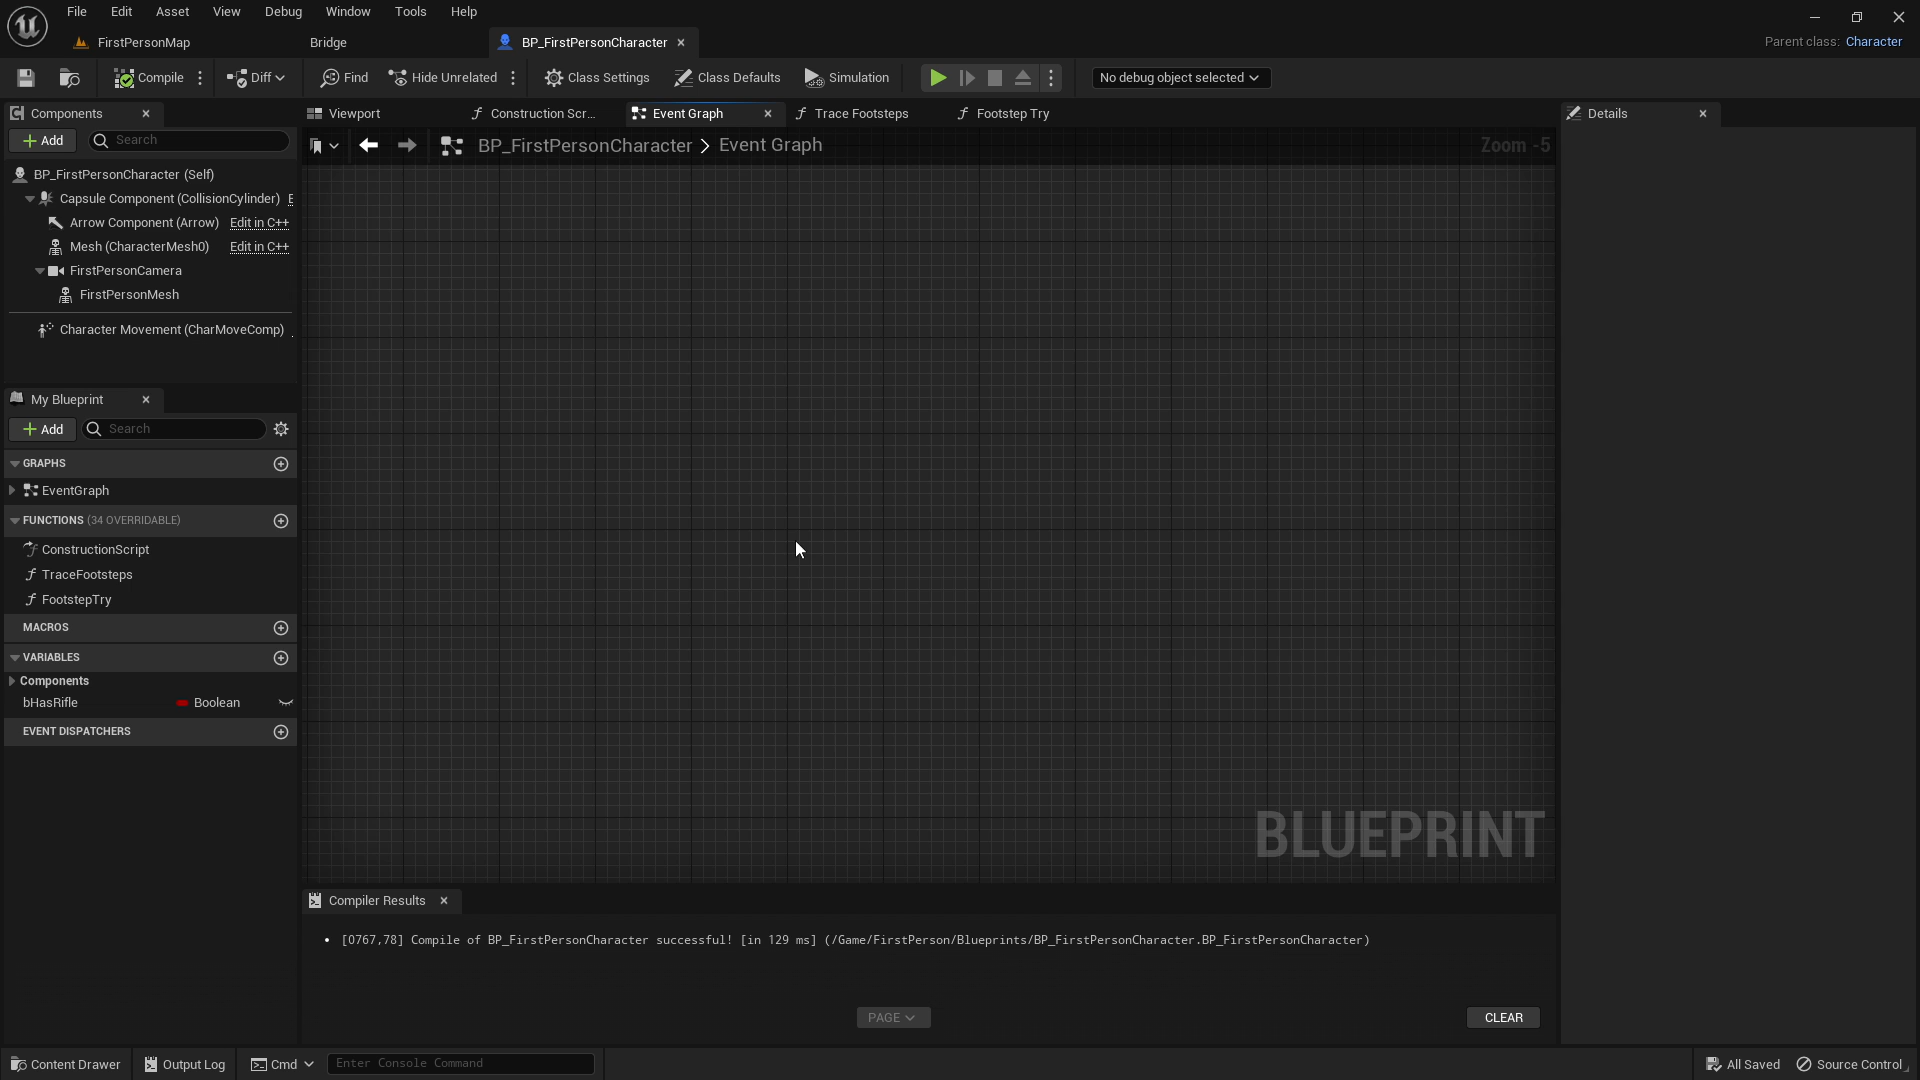 File Edit Asset View Debug Window Tools Help
FirstPersonMap Bridge BP_FirstPersonCharacter Parent class: Character
Compile Diff Find Hide Unrelated Class Settings Class Defaults Simulation No debug object selected
Components Viewport Construction Scr... Event Graph Trace Footsteps Footstep Try Details
Add Search BP_FirstPersonCharacter > Event Graph Zoom -5
BP_FirstPersonCharacter (Self)
Capsule Component (CollisionCylinder) E
Arrow Component (Arrow) Edit in C++
Mesh (CharacterMesh0) Edit in C++
FirstPersonCamera
FirstPersonMesh
Character Movement (CharMoveComp)
My Blueprint
Add Search
GRAPHS
EventGraph
FUNCTIONS (34 OVERRIDABLE)
ConstructionScript
TraceFootsteps
FootstepTry
MACROS
VARIABLES
Components
bHasRifle Boolean
EVENT DISPATCHERS
BLUEPRINT
Compiler Results
• [0767,78] Compile of BP_FirstPersonCharacter successful! [in 129 ms] (/Game/FirstPerson/Blueprints/BP_FirstPersonCharacter.BP_FirstPersonCharacter)
PAGE CLEAR
Content Drawer Output Log Cmd Enter Console Command All Saved Source Control